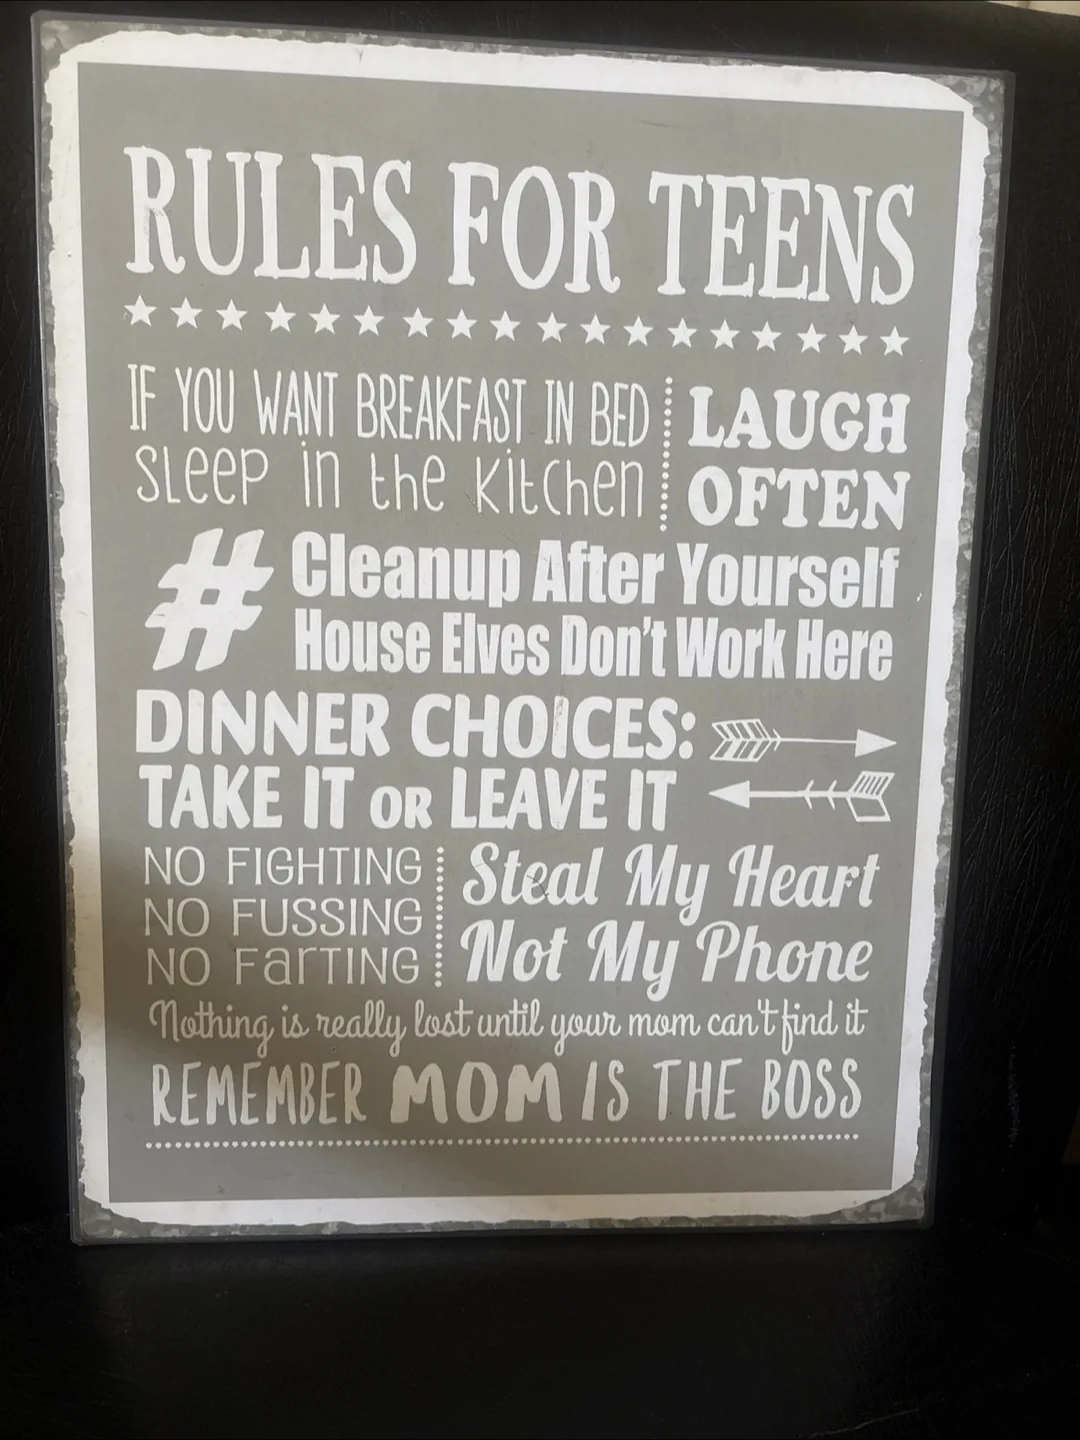 RULES FOR TEENS
IF YOU WANT BREAKFAST IN BED
SLeeP in the Kitchen
LAUGH
OFTEN
# Cleanup After Yourself
House Elves Don't Work Here
DINNER CHOICES:
TAKE IT OR LEAVE IT
NO FIGHTING
NO FUSSING
NO FarTING
Steal My Heart
Not My Phone
Nothing is really lost until your mom can't find it
REMEMBER MOM IS THE BOSS